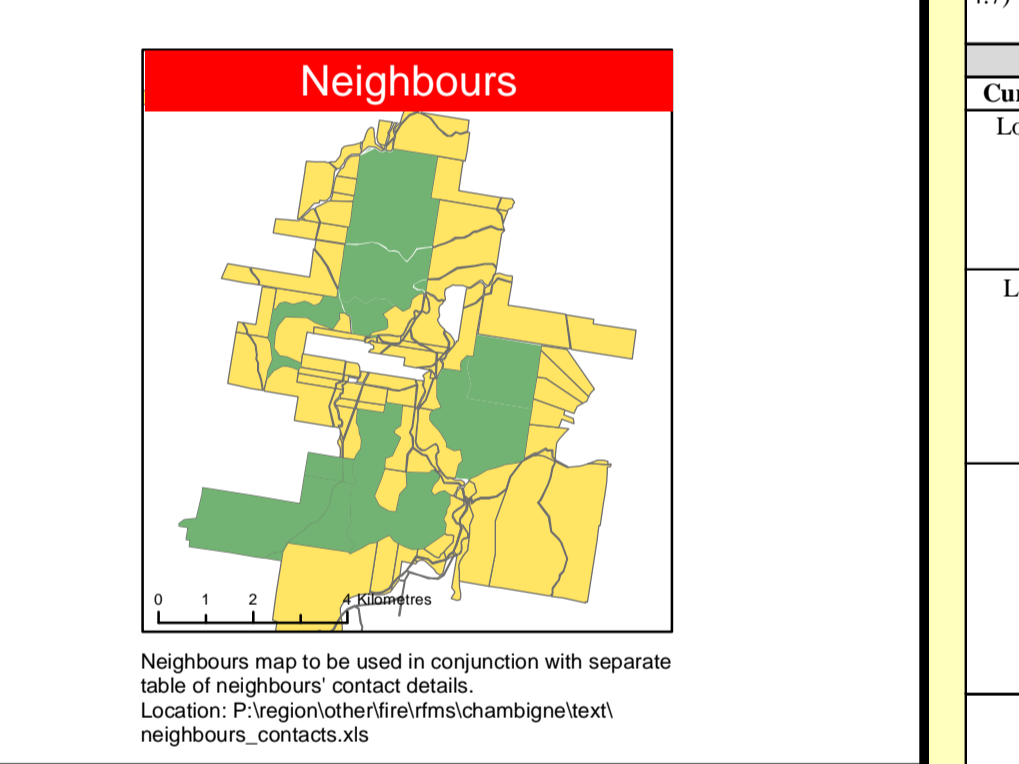 Neighbours
0 1 2 4 Kilometres
Neighbours map to be used in conjunction with separate
table of neighbours' contact details.
Location: P:\region\other\fire\rfms\chambigne\text\
neighbours_contacts.xls